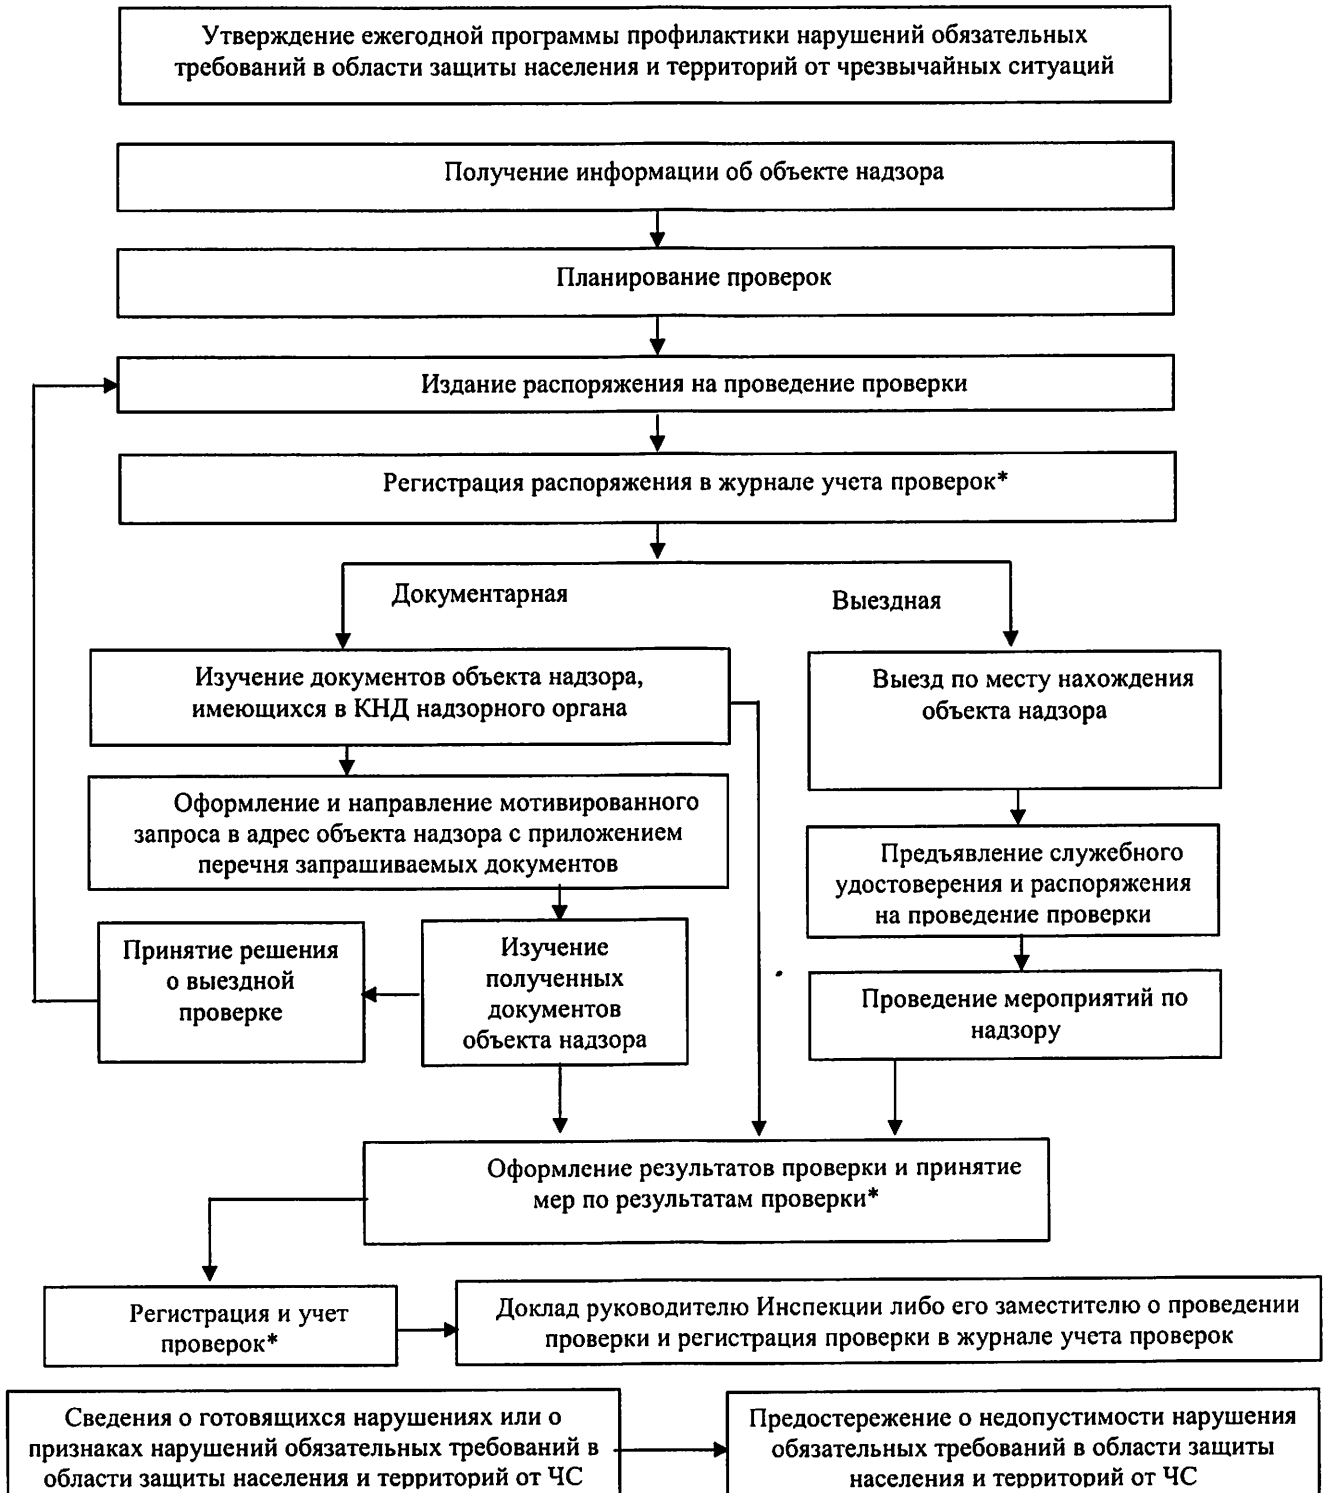 Утверждение ежегодной программы профилактики нарушений обязательных
требований в области защиты населения и территорий от чрезвычайных ситуаций
Получение информации об объекте надзора
Планирование проверок
Издание распоряжения на проведение проверки
Регистрация распоряжения в журнале учета проверок*
Документарная
Выездная
Изучение документов объекта надзора,
имеющихся в КНД надзорного органа
Выезд по месту нахождения
объекта надзора
Оформление и направление мотивированного
запроса в адрес объекта надзора с приложением
перечня запрашиваемых документов
Предъявление служебного
удостоверения и распоряжения
на проведение проверки
Принятие решения
о выездной
проверке
Изучение
полученных
документов
объекта надзора
Проведение мероприятий по
надзору
Оформление результатов проверки и принятие
мер по результатам проверки*
Регистрация и учет
проверок*
Доклад руководителю Инспекции либо его заместителю о проведении
проверки и регистрация проверки в журнале учета проверок
Сведения о готовящихся нарушениях или о
признаках нарушений обязательных требований в
области защиты населения и территорий от ЧС
Предостережение о недопустимости нарушения
обязательных требований в области защиты
населения и территорий от ЧС